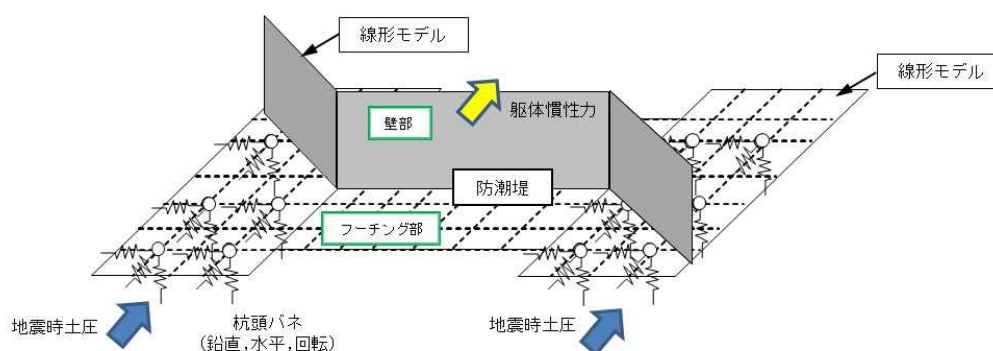 線形モデル
線形モデル
躯体慣性力
壁部
防潮堤
フーチング部
地震時土圧
杭頭バネ
(鉛直,水平,回転)
地震時土圧